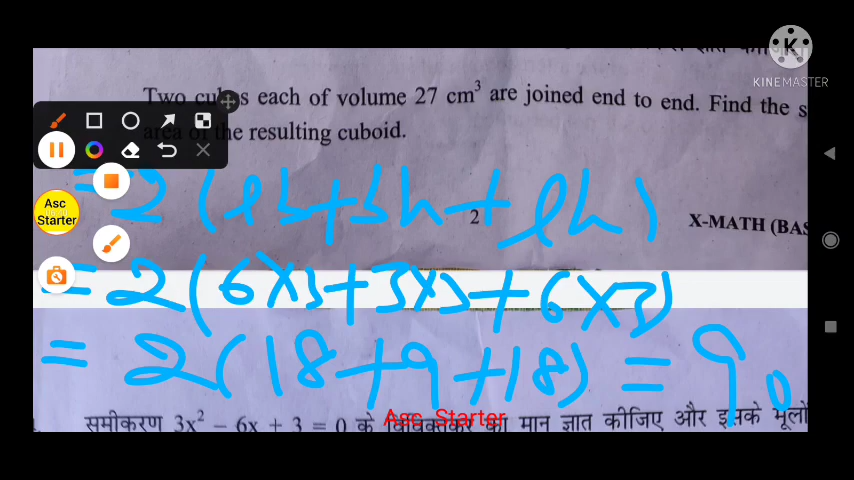 KINEMASTER
Two cubes each of volume 27 cm³ are joined end to end. Find the s
area of the resulting cuboid.
Asc
Starter
= 2 (lb + bh + lh)
2
X-MATH (BAS
= 2 (6×3 + 3×3 + 6×3)
= 2 (18 + 9 + 18) = 90
Asc Starter
समीकरण 3x² – 6x + 3 = 0 के का मान ज्ञात कीजिए और इसके मूलों